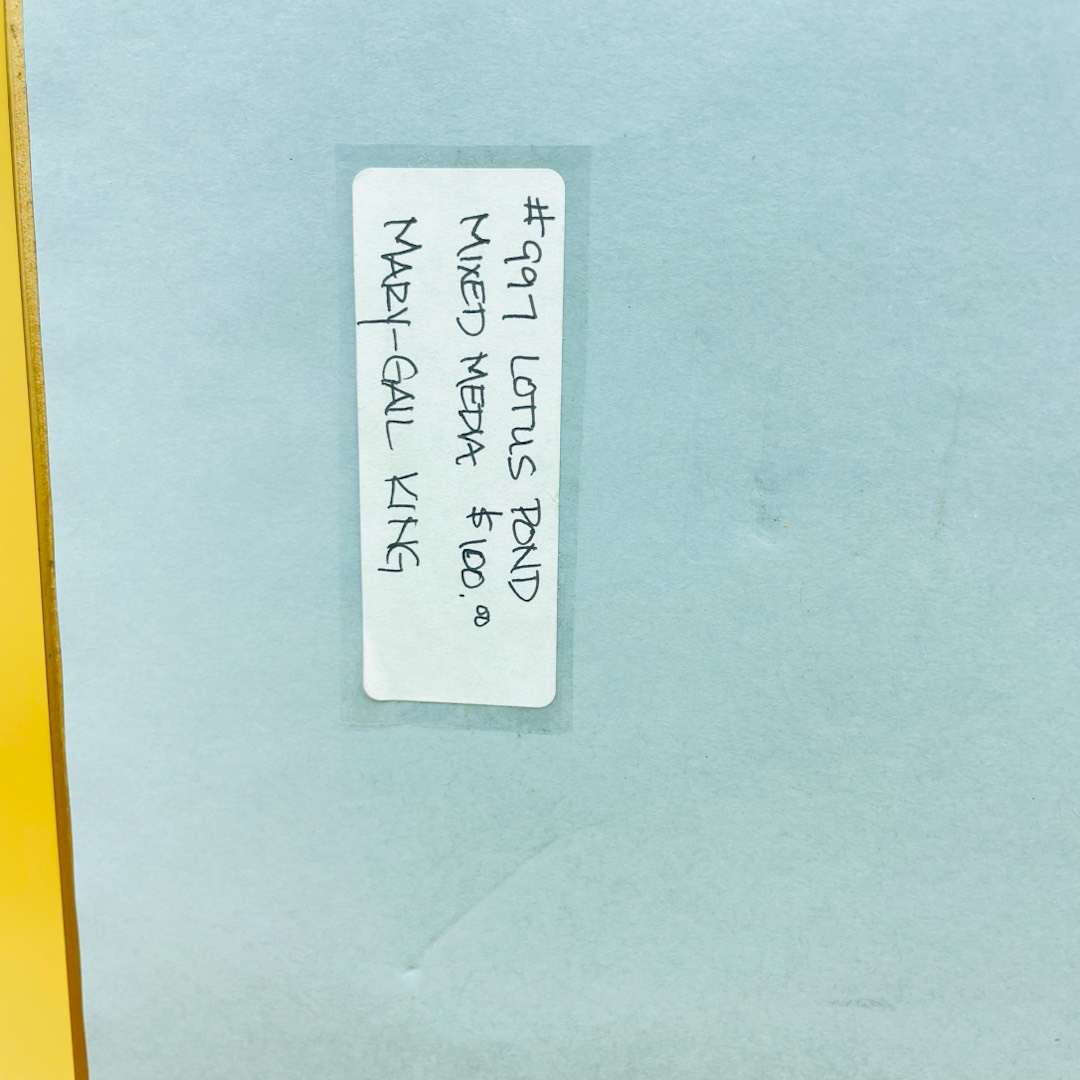 #997 LOTUS POND
MIXED MEDIA $100.00
MARY-GAIL KING